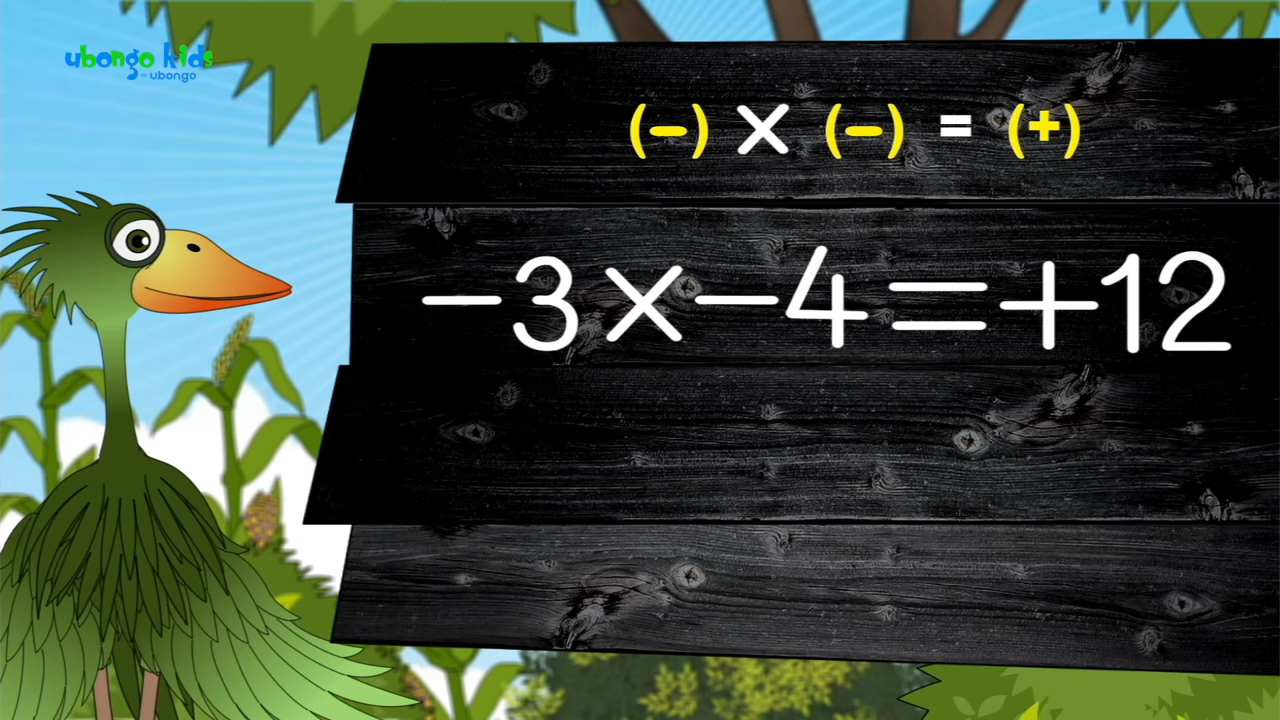 ubongo kids
by ubongo
(-) × (-) = (+)
-3×-4=+12